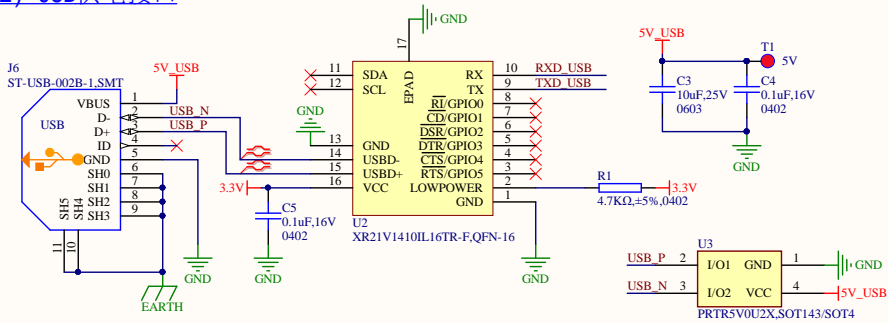 USB
J6
ST-USB-002B-1,SMT
5V_USB
USB
VBUS 1
D- 2 USB_N
D+ 3 USB_P
ID 4
GND 5
SH0 6
SH1 7
SH2 8
SH3 9
SH5
SH4
11
10
EARTH
GND
GND
17
EPAD
11 SDA
12 SCL
GND
13 GND
14 USBD-
15 USBD+
3.3V
16 VCC
C5
0.1uF,16V
0402
GND
RX 10 RXD_USB
TX 9 TXD_USB
RI/GPIO0 8
CD/GPIO1 7
DSR/GPIO2 6
DTR/GPIO3 5
CTS/GPIO4 4
RTS/GPIO5 3
LOWPOWER 2
GND 1
U2
XR21V1410IL16TR-F,QFN-16
GND
R1
4.7KΩ,±5%,0402
3.3V
5V_USB
T1
5V
C3
10uF,25V
0603
C4
0.1uF,16V
0402
GND
U3
USB_P 2 I/O1 GND 1 GND
USB_N 3 I/O2 VCC 4 5V_USB
PRTR5V0U2X,SOT143/SOT4